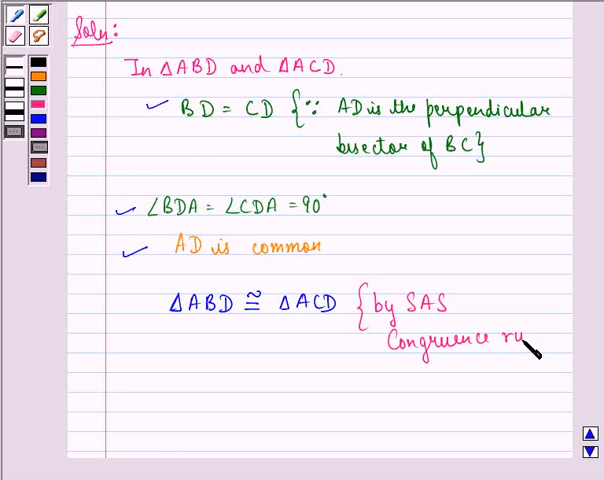 Soln:
In ΔABD and ΔACD.
BD = CD {∵ AD is the perpendicular
bisector of BC}
∠BDA = ∠CDA = 90°
AD is common
ΔABD ≅ ΔACD {by SAS
Congruence ru